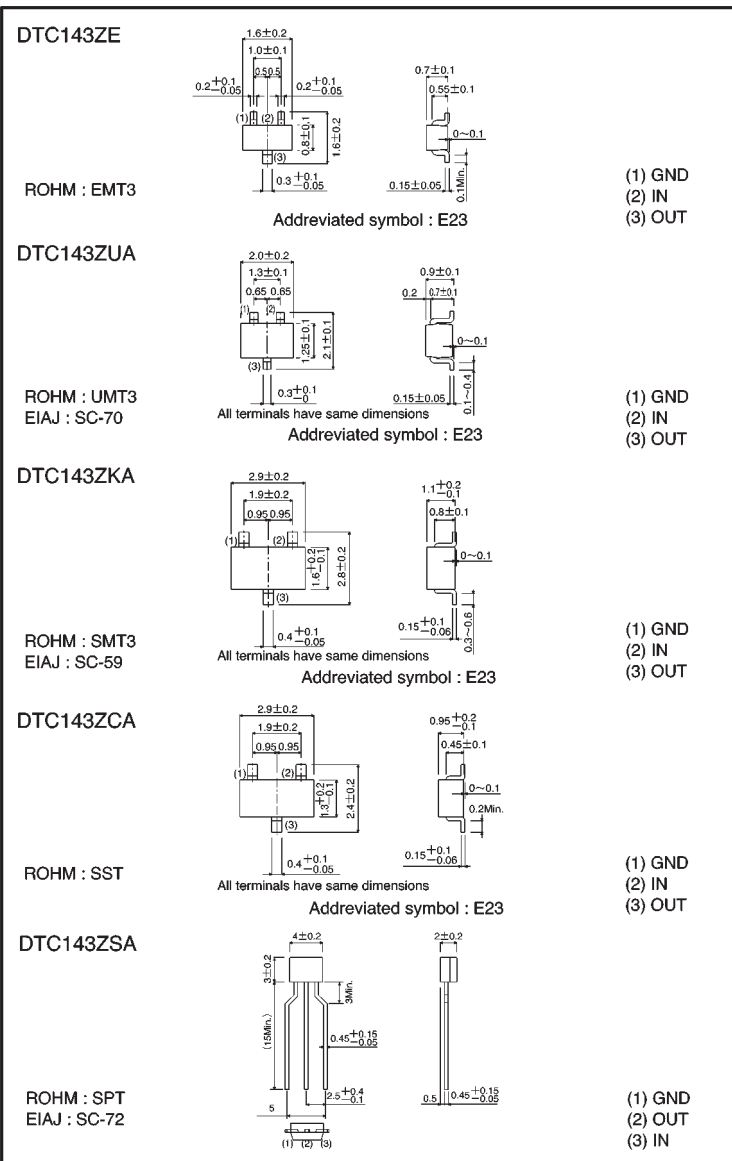 DTC143ZE
1.6±0.2
1.0±0.1
0.5 0.5
0.2 +0.1 −0.05
0.2 +0.1 −0.05
(1) (2)
(3)
0.8±0.1
1.6±0.2
0.3 +0.1 −0.05
0.7±0.1
0.55±0.1
0~0.1
0.15±0.05
0.1Min.
ROHM : EMT3
Addreviated symbol : E23
(1) GND
(2) IN
(3) OUT
DTC143ZUA
2.0±0.2
1.3±0.1
0.65 0.65
(1) (2)
(3)
1.25±0.1
2.1±0.1
0.3 +0.1 −0
0.9±0.1
0.2 0.7±0.1
0~0.1
0.15±0.05
0.1~0.4
ROHM : UMT3
EIAJ : SC-70
All terminals have same dimensions
Addreviated symbol : E23
(1) GND
(2) IN
(3) OUT
DTC143ZKA
2.9±0.2
1.9±0.2
0.95 0.95
(1) (2)
(3)
1.6 +0.2 −0.1
2.8±0.2
0.4 +0.1 −0.05
1.1 +0.2 −0.1
0.8±0.1
0~0.1
0.15 +0.1 −0.06
0.3~0.6
ROHM : SMT3
EIAJ : SC-59
All terminals have same dimensions
Addreviated symbol : E23
(1) GND
(2) IN
(3) OUT
DTC143ZCA
2.9±0.2
1.9±0.2
0.95 0.95
(1) (2)
(3)
1.3 +0.2 −0.1
2.4±0.2
0.4 +0.1 −0.05
0.95 +0.2 −0.1
0.45±0.1
0~0.1
0.2Min.
0.15 +0.1 −0.06
ROHM : SST
All terminals have same dimensions
Addreviated symbol : E23
(1) GND
(2) IN
(3) OUT
DTC143ZSA
4±0.2
3±0.2
3Min.
(15Min.)
0.45 +0.15 −0.05
2.5 +0.4 −0.1
5
(1) (2) (3)
2±0.2
0.5
0.45 +0.15 −0.05
ROHM : SPT
EIAJ : SC-72
(1) GND
(2) OUT
(3) IN